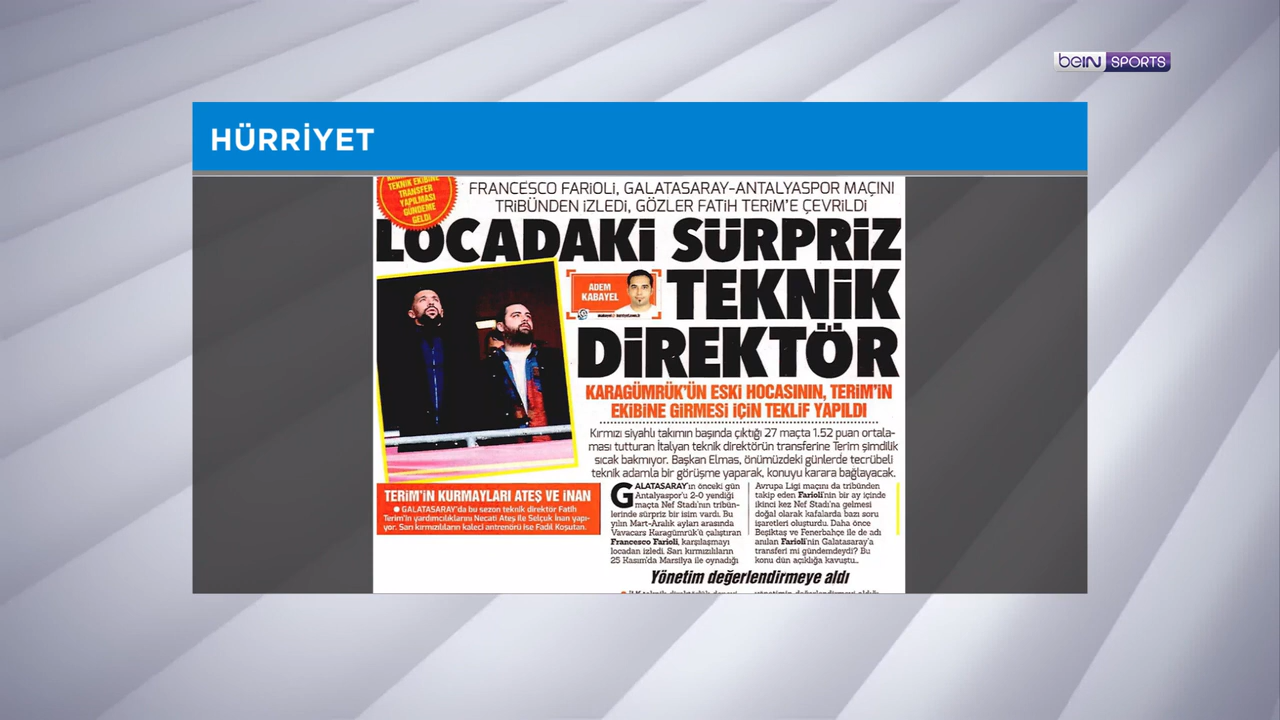 beIN SPORTS
HÜRRİYET
TEKNİK EKİBİNE
TRANSFER
YAPILMASI
GÜNDEME
GELDİ
FRANCESCO FARIOLI, GALATASARAY-ANTALYASPOR MAÇINI
TRİBÜNDEN İZLEDİ, GÖZLER FATİH TERİM'E ÇEVRİLDİ
LOCADAKİ SÜRPRİZ
TEKNİK
DİREKTÖR
ADEM
KABAYEL
KARAGÜMRÜK'ÜN ESKİ HOCASININ, TERİM'İN
EKİBİNE GİRMESİ İÇİN TEKLİF YAPILDI
Kırmızı siyahlı takımın başında çıktığı 27 maçta 1.52 puan ortala-
ması tutturan İtalyan teknik direktörün transferine Terim şimdilik
sıcak bakmıyor. Başkan Elmas, önümüzdeki günlerde tecrübeli
teknik adamla bir görüşme yaparak, konuyu karara bağlayacak.
TERİM'İN KURMAYLARI ATEŞ VE İNAN
GALATASARAY'da bu sezon teknik direktör Fatih
Terim'in yardımcılıklarını Necati Ateş ile Selçuk İnan yapı-
yor. Sarı kırmızılıların kaleci antrenörü ise Fadıl Koşutan.
GALATASARAY'ın önceki gün
Antalyaspor'u 2-0 yendiği
maçta Nef Stadı'nın tribün-
lerinde sürpriz bir isim vardı. Bu
yılın Mart-Aralık ayları arasında
Vavacars Karagümrük'ü çalıştıran
Francesco Farioli, karşılaşmayı
locadan izledi. Sarı kırmızılıların
25 Kasım'da Marsilya ile oynadığı
Avrupa Ligi maçını da tribünden
takip eden Farioli'nin bir ay içinde
ikinci kez Nef Stadı'na gelmesi
doğal olarak kafalarda bazı soru
işaretleri oluşturdu. Daha önce
Beşiktaş ve Fenerbahçe ile de adı
anılan Farioli'nin Galatasaray'a
transferi mi gündemdeydi? Bu
konu dün açıklığa kavuştu...
Yönetim değerlendirmeye aldı